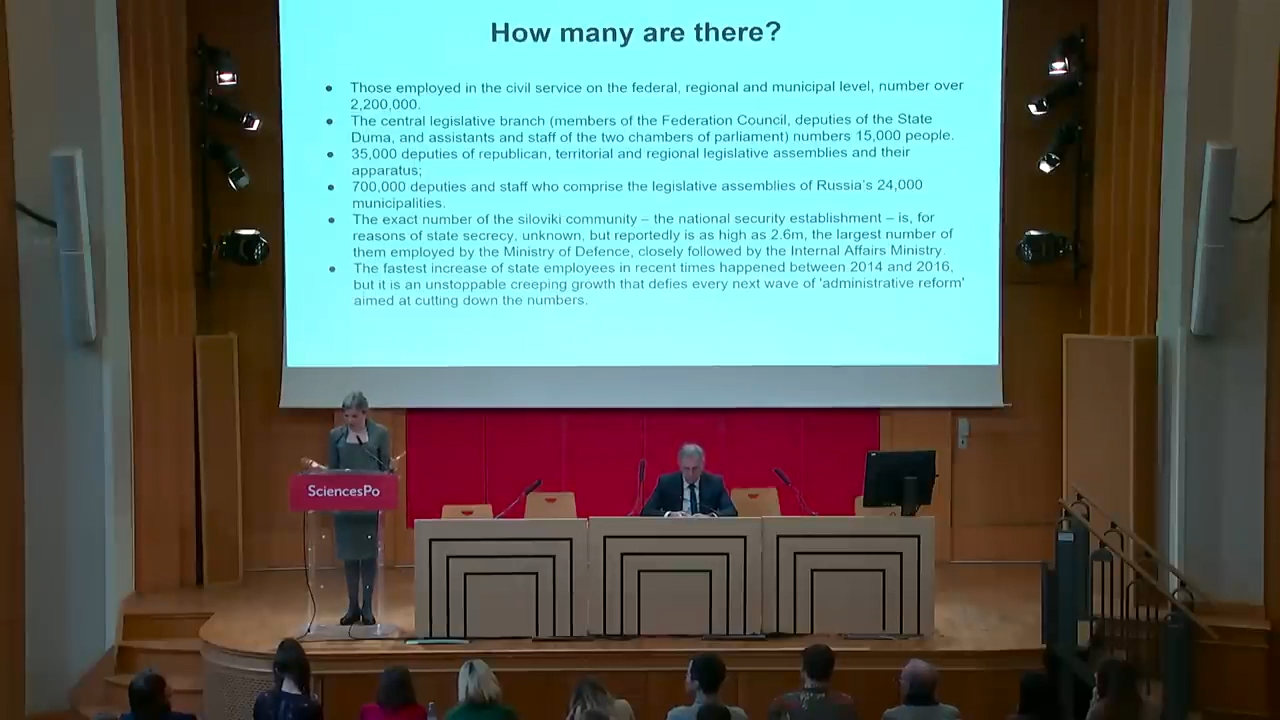 How many are there?
● Those employed in the civil service on the federal, regional and municipal level, number over
2,200,000.
● The central legislative branch (members of the Federation Council, deputies of the State
Duma, and assistants and staff of the two chambers of parliament) numbers 15,000 people.
● 35,000 deputies of republican, territorial and regional legislative assemblies and their
apparatus;
● 700,000 deputies and staff who comprise the legislative assemblies of Russia's 24,000
municipalities.
● The exact number of the siloviki community – the national security establishment – is, for
reasons of state secrecy, unknown, but reportedly is as high as 2.6m, the largest number of
them employed by the Ministry of Defence, closely followed by the Internal Affairs Ministry.
● The fastest increase of state employees in recent times happened between 2014 and 2016,
but it is an unstoppable creeping growth that defies every next wave of 'administrative reform'
aimed at cutting down the numbers.
SciencesPo